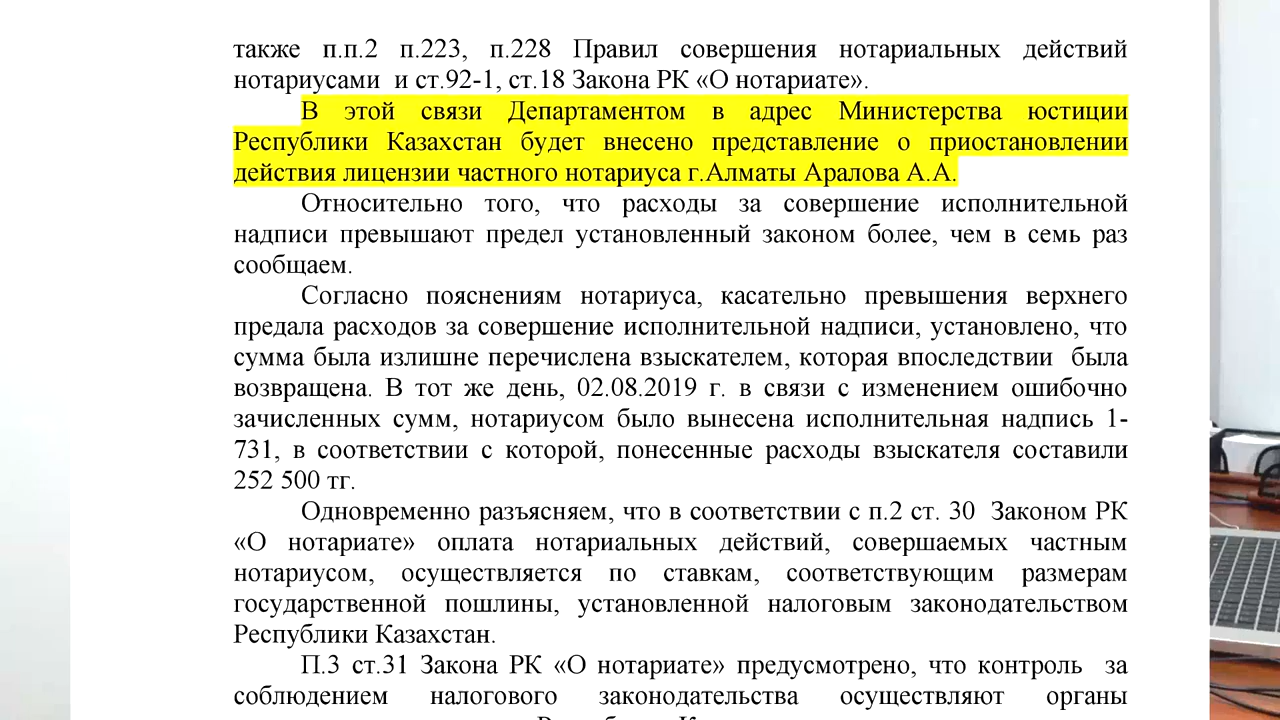 также п.п.2 п.223, п.228 Правил совершения нотариальных действий
нотариусами и ст.92-1, ст.18 Закона РК «О нотариате».
В этой связи Департаментом в адрес Министерства юстиции
Республики Казахстан будет внесено представление о приостановлении
действия лицензии частного нотариуса г.Алматы Аралова А.А.
Относительно того, что расходы за совершение исполнительной
надписи превышают предел установленный законом более, чем в семь раз
сообщаем.
Согласно пояснениям нотариуса, касательно превышения верхнего
предала расходов за совершение исполнительной надписи, установлено, что
сумма была излишне перечислена взыскателем, которая впоследствии была
возвращена. В тот же день, 02.08.2019 г. в связи с изменением ошибочно
зачисленных сумм, нотариусом было вынесена исполнительная надпись 1-
731, в соответствии с которой, понесенные расходы взыскателя составили
252 500 тг.
Одновременно разъясняем, что в соответствии с п.2 ст. 30 Законом РК
«О нотариате» оплата нотариальных действий, совершаемых частным
нотариусом, осуществляется по ставкам, соответствующим размерам
государственной пошлины, установленной налоговым законодательством
Республики Казахстан.
П.3 ст.31 Закона РК «О нотариате» предусмотрено, что контроль за
соблюдением налогового законодательства осуществляют органы